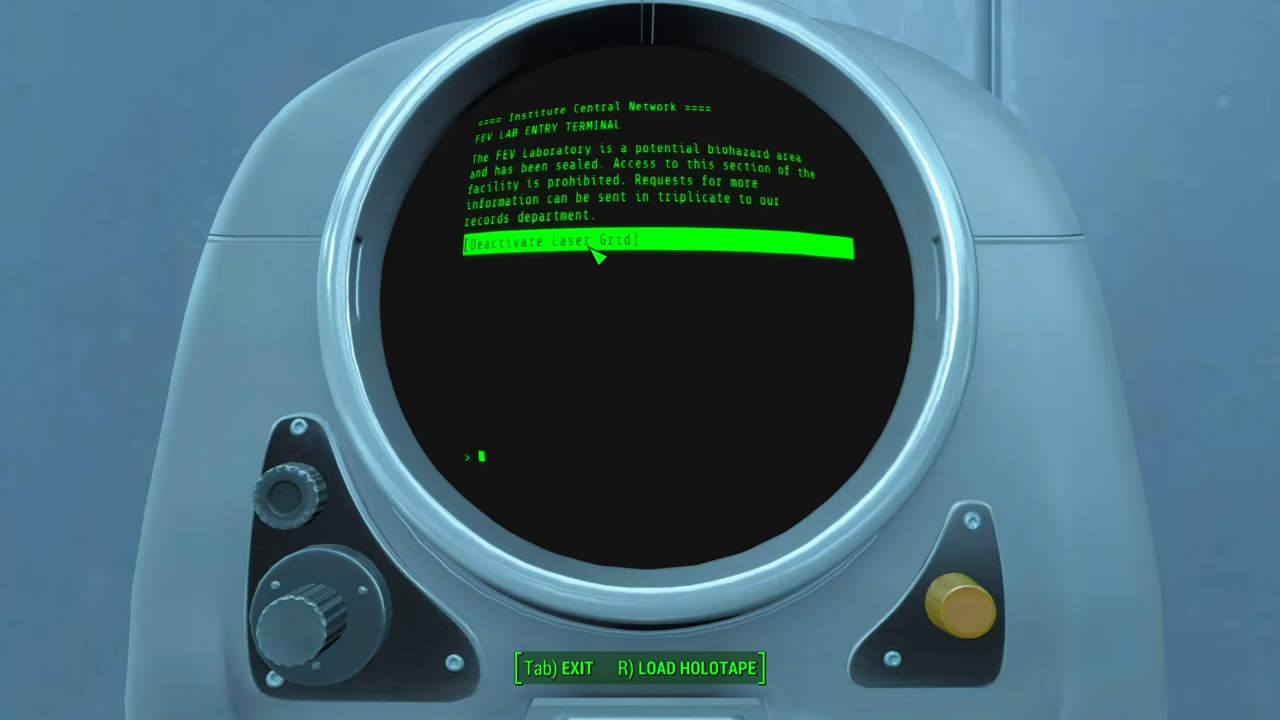 ==== Institute Central Network ====
FEV LAB ENTRY TERMINAL
The FEV Laboratory is a potential biohazard area
and has been sealed. Access to this section of the
facility is prohibited. Requests for more
information can be sent in triplicate to our
records department.
[Deactivate Laser Grid]
>
[Tab) EXIT R) LOAD HOLOTAPE]